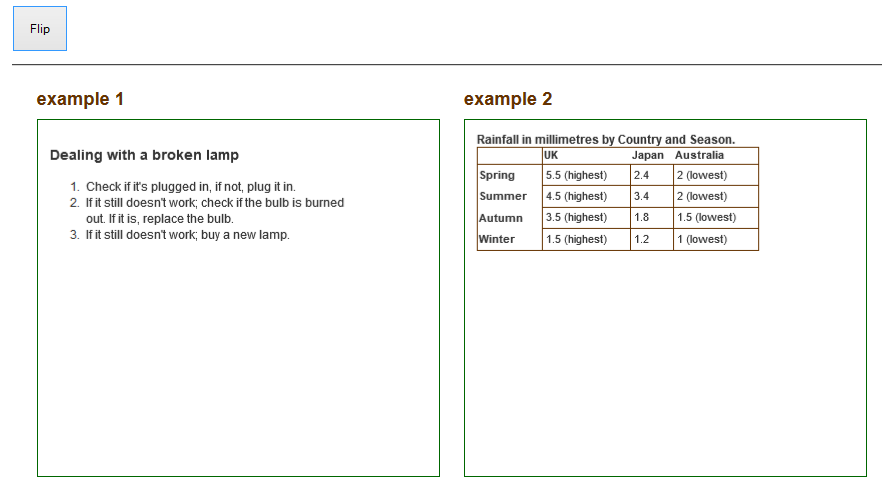 Flip
example 1
Dealing with a broken lamp
1. Check if it's plugged in, if not, plug it in.
2. If it still doesn't work; check if the bulb is burned
out. If it is, replace the bulb.
3. If it still doesn't work; buy a new lamp.
example 2
Rainfall in millimetres by Country and Season.
UK Japan Australia
Spring 5.5 (highest) 2.4 2 (lowest)
Summer 4.5 (highest) 3.4 2 (lowest)
Autumn 3.5 (highest) 1.8 1.5 (lowest)
Winter 1.5 (highest) 1.2 1 (lowest)